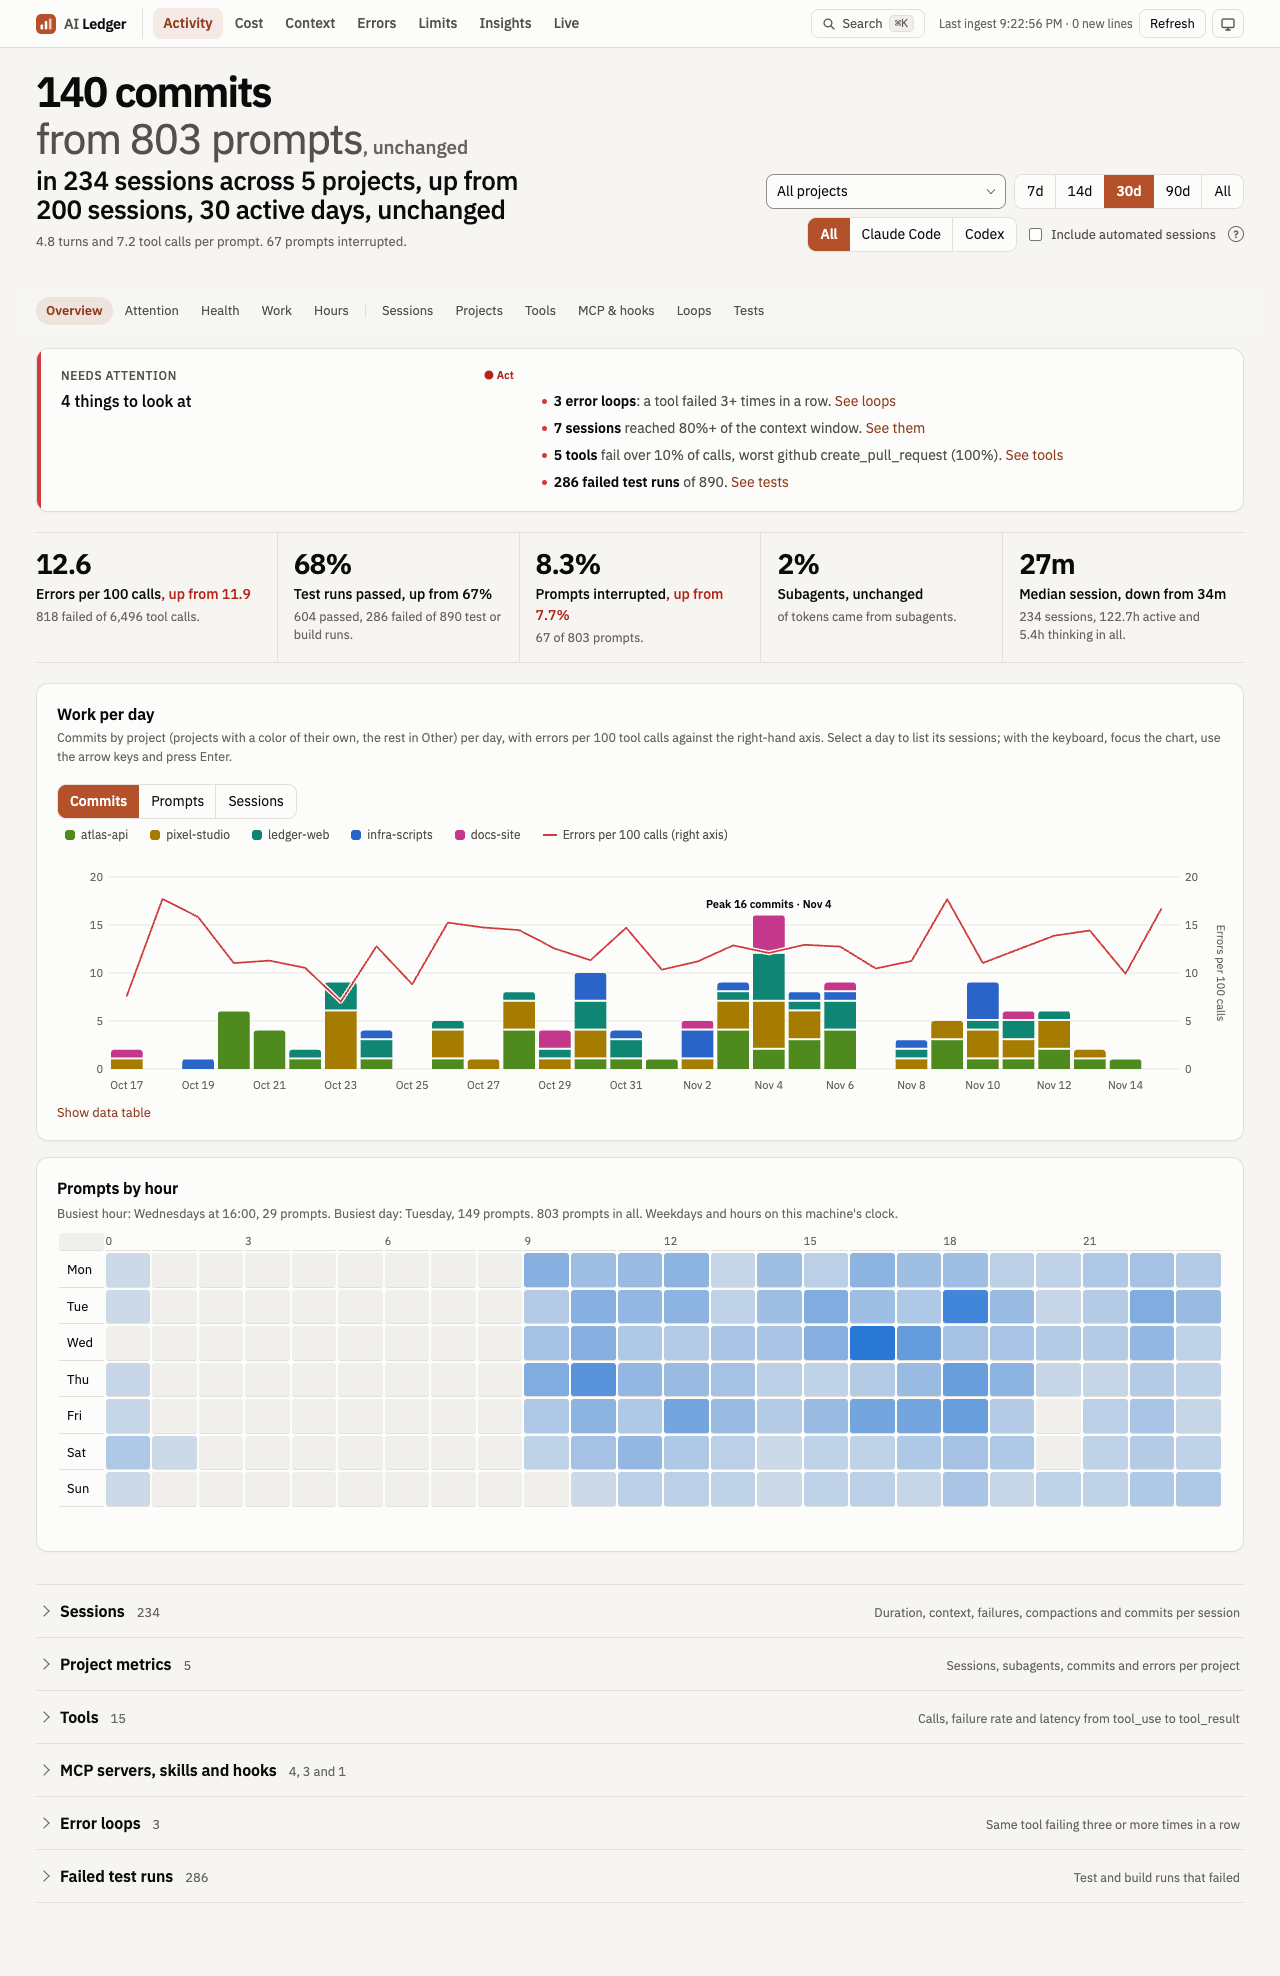 AI Ledger
Activity
Cost
Context
Errors
Limits
Insights
Live
Search ⌘K
Last ingest 9:22:56 PM · 0 new lines
Refresh
140 commits
from 803 prompts, unchanged
in 234 sessions across 5 projects, up from
200 sessions, 30 active days, unchanged
4.8 turns and 7.2 tool calls per prompt. 67 prompts interrupted.
All projects
7d 14d 30d 90d All
All Claude Code Codex
Include automated sessions ?
Overview Attention Health Work Hours Sessions Projects Tools MCP & hooks Loops Tests
NEEDS ATTENTION
Act
4 things to look at
3 error loops: a tool failed 3+ times in a row. See loops
7 sessions reached 80%+ of the context window. See them
5 tools fail over 10% of calls, worst github create_pull_request (100%). See tools
286 failed test runs of 890. See tests
12.6
Errors per 100 calls, up from 11.9
818 failed of 6,496 tool calls.
68%
Test runs passed, up from 67%
604 passed, 286 failed of 890 test or
build runs.
8.3%
Prompts interrupted, up from
7.7%
67 of 803 prompts.
2%
Subagents, unchanged
of tokens came from subagents.
27m
Median session, down from 34m
234 sessions, 122.7h active and
5.4h thinking in all.
Work per day
Commits by project (projects with a color of their own, the rest in Other) per day, with errors per 100 tool calls against the right-hand axis. Select a day to list its sessions; with the keyboard, focus the chart, use
the arrow keys and press Enter.
Commits Prompts Sessions
atlas-api pixel-studio ledger-web infra-scripts docs-site Errors per 100 calls (right axis)
20 20
Peak 16 commits · Nov 4
15 15
10 10
5 5
0 0
Errors per 100 calls
Oct 17 Oct 19 Oct 21 Oct 23 Oct 25 Oct 27 Oct 29 Oct 31 Nov 2 Nov 4 Nov 6 Nov 8 Nov 10 Nov 12 Nov 14
Show data table
Prompts by hour
Busiest hour: Wednesdays at 16:00, 29 prompts. Busiest day: Tuesday, 149 prompts. 803 prompts in all. Weekdays and hours on this machine's clock.
0 3 6 9 12 15 18 21
Mon
Tue
Wed
Thu
Fri
Sat
Sun
Sessions 234
Duration, context, failures, compactions and commits per session
Project metrics 5
Sessions, subagents, commits and errors per project
Tools 15
Calls, failure rate and latency from tool_use to tool_result
MCP servers, skills and hooks 4, 3 and 1
Error loops 3
Same tool failing three or more times in a row
Failed test runs 286
Test and build runs that failed